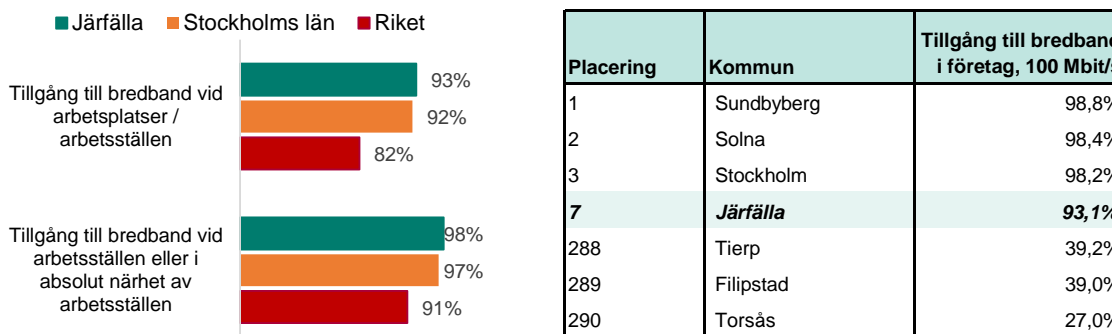 Järfälla Stockholms län Riket
Tillgång till bredband vid
arbetsplatser /
arbetsställen
93%
92%
82%
Tillgång till bredband vid
arbetsställen eller i
absolut närhet av
arbetsställen
98%
97%
91%
Placering Kommun Tillgång till bredband
i företag, 100 Mbit/s
1 Sundbyberg 98,8%
2 Solna 98,4%
3 Stockholm 98,2%
7 Järfälla 93,1%
288 Tierp 39,2%
289 Filipstad 39,0%
290 Torsås 27,0%